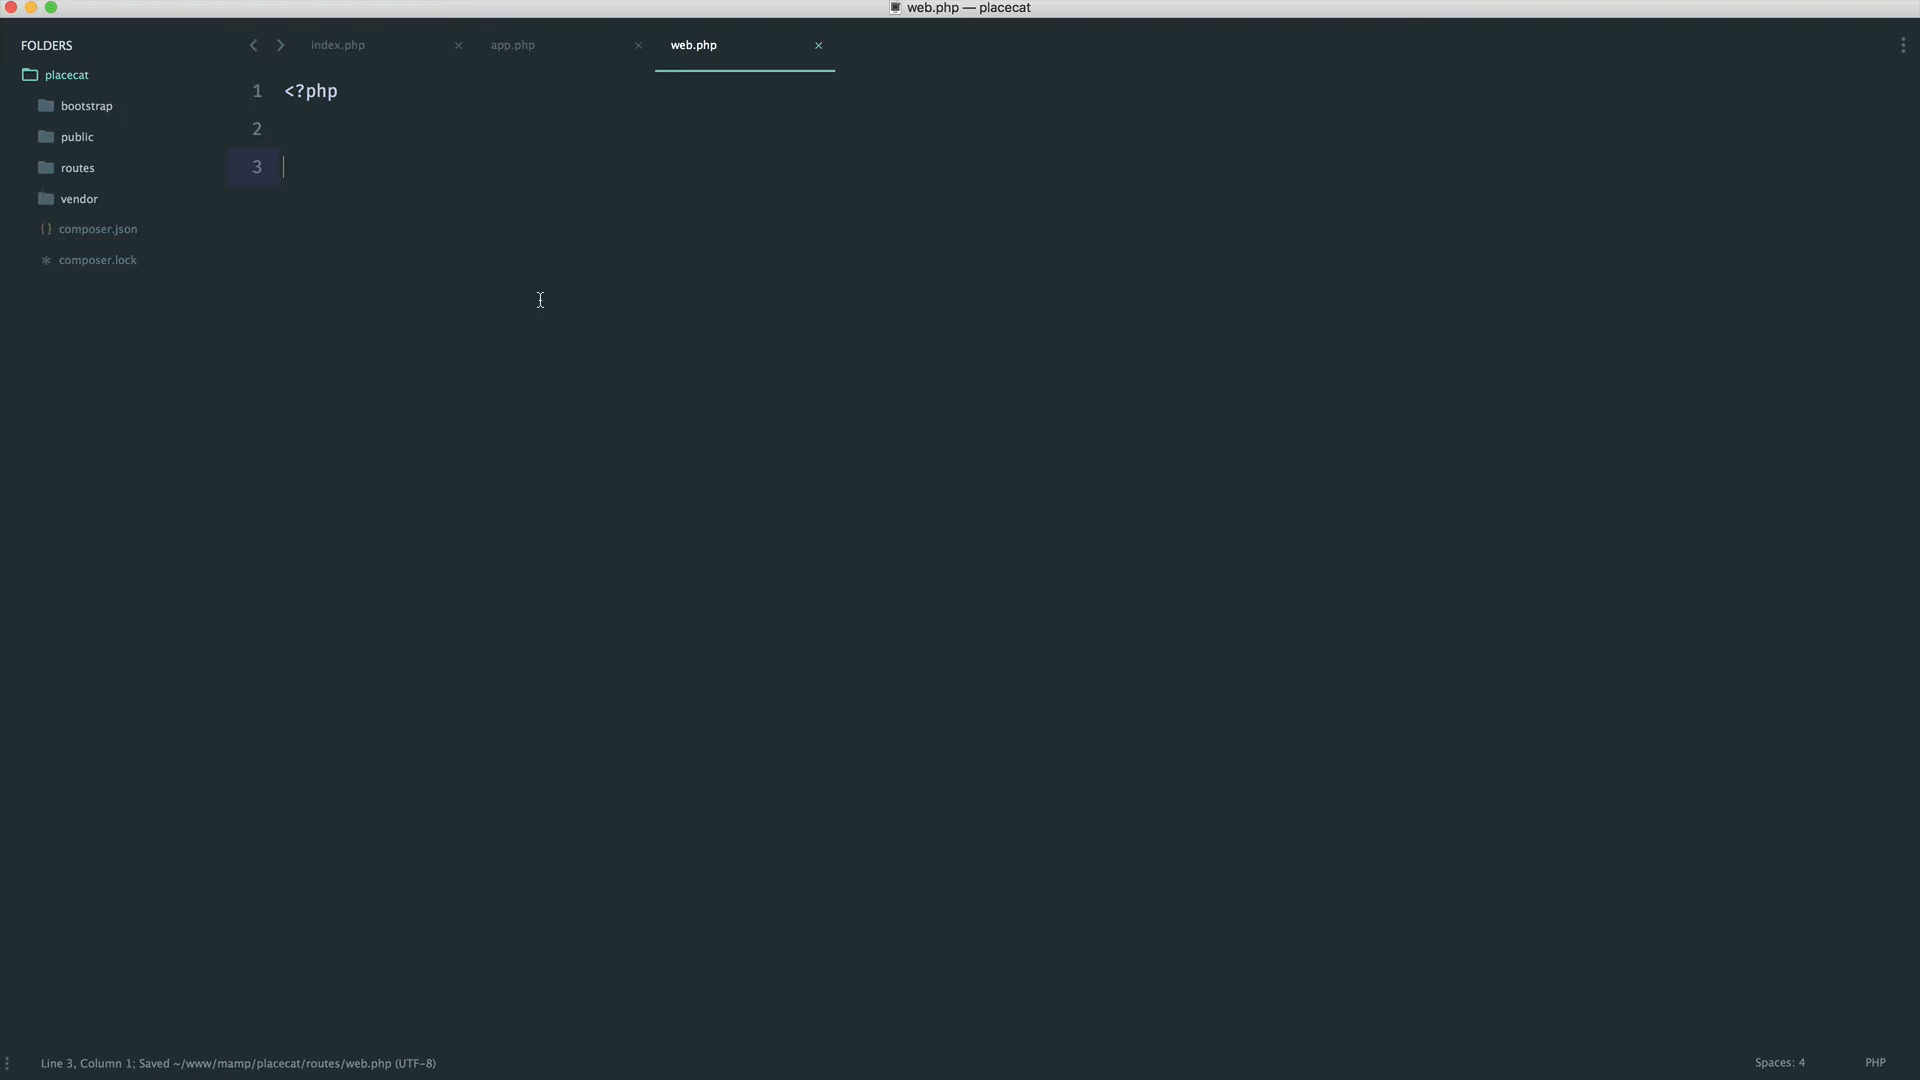 web.php — placecat
FOLDERS
placecat
bootstrap
public
routes
vendor
{} composer.json
* composer.lock
index.php ×
app.php ×
web.php ×
1 <?php
2
3
Line 3, Column 1; Saved ~/www/mamp/placecat/routes/web.php (UTF-8)
Spaces: 4
PHP